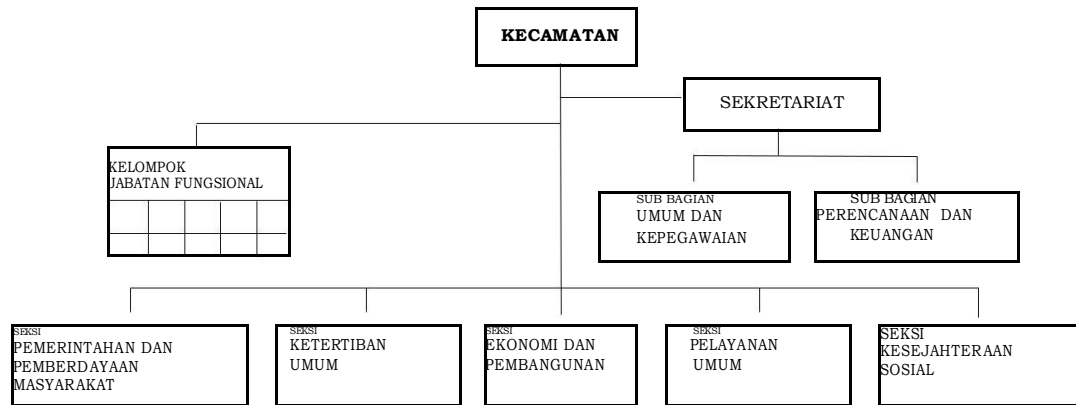 KECAMATAN
SEKRETARIAT
KELOMPOK
JABATAN FUNGSIONAL
SUB BAGIAN
UMUM DAN
KEPEGAWAIAN
SUB BAGIAN
PERENCANAAN DAN
KEUANGAN
SEKSI
PEMERINTAHAN DAN
PEMBERDAYAAN
MASYARAKAT
SEKSI
KETERTIBAN
UMUM
SEKSI
EKONOMI DAN
PEMBANGUNAN
SEKSI
PELAYANAN
UMUM
SEKSI
KESEJAHTERAAN
SOSIAL